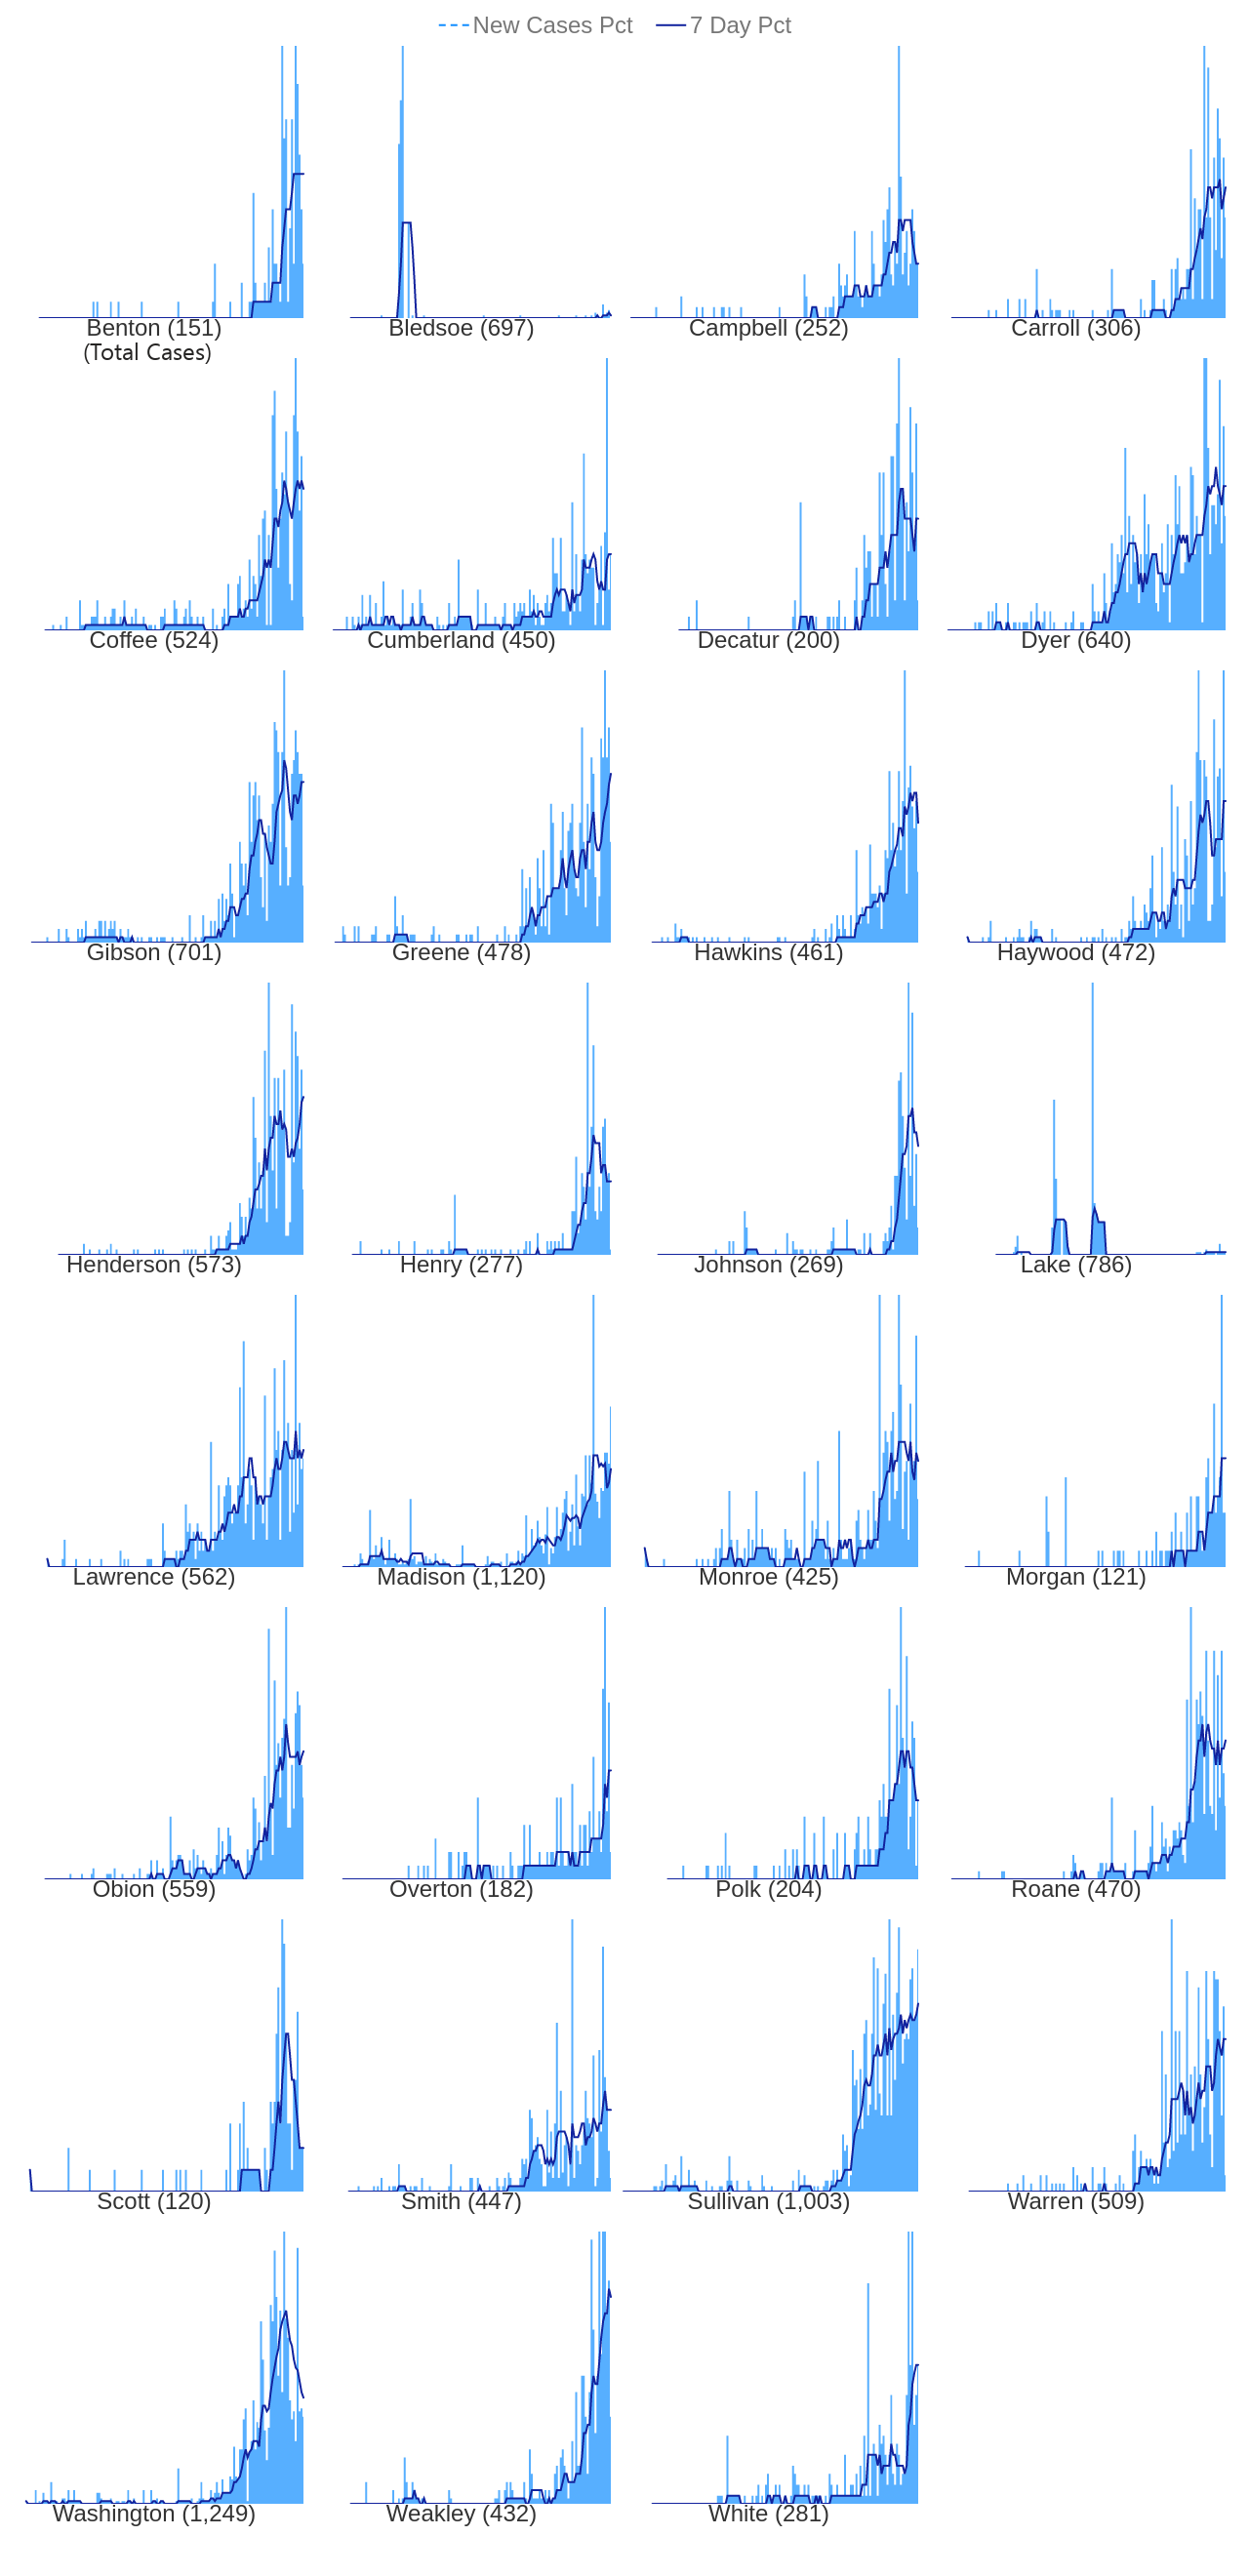 New Cases Pct 7 Day Pct
Benton (151) Bledsoe (697) Campbell (252) Carroll (306)
(Total Cases)
Coffee (524) Cumberland (450) Decatur (200) Dyer (640)
Gibson (701) Greene (478) Hawkins (461) Haywood (472)
Henderson (573) Henry (277) Johnson (269) Lake (786)
Lawrence (562) Madison (1,120) Monroe (425) Morgan (121)
Obion (559) Overton (182) Polk (204) Roane (470)
Scott (120) Smith (447) Sullivan (1,003) Warren (509)
Washington (1,249) Weakley (432) White (281)